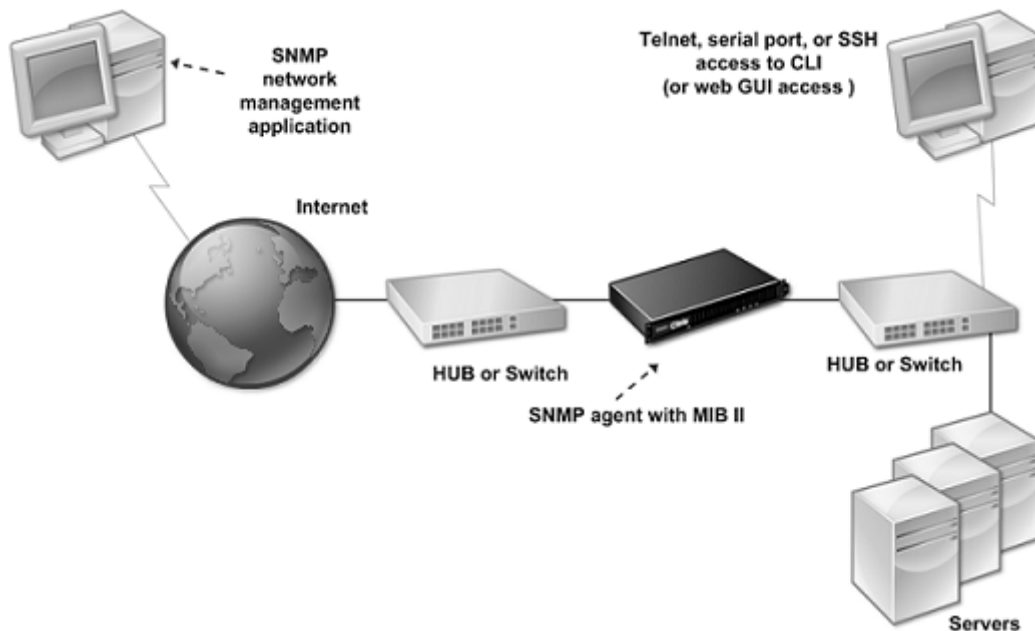 SNMP
network
management
application
Telnet, serial port, or SSH
access to CLI
(or web GUI access )
Internet
HUB or Switch
SNMP agent with MIB II
HUB or Switch
Servers